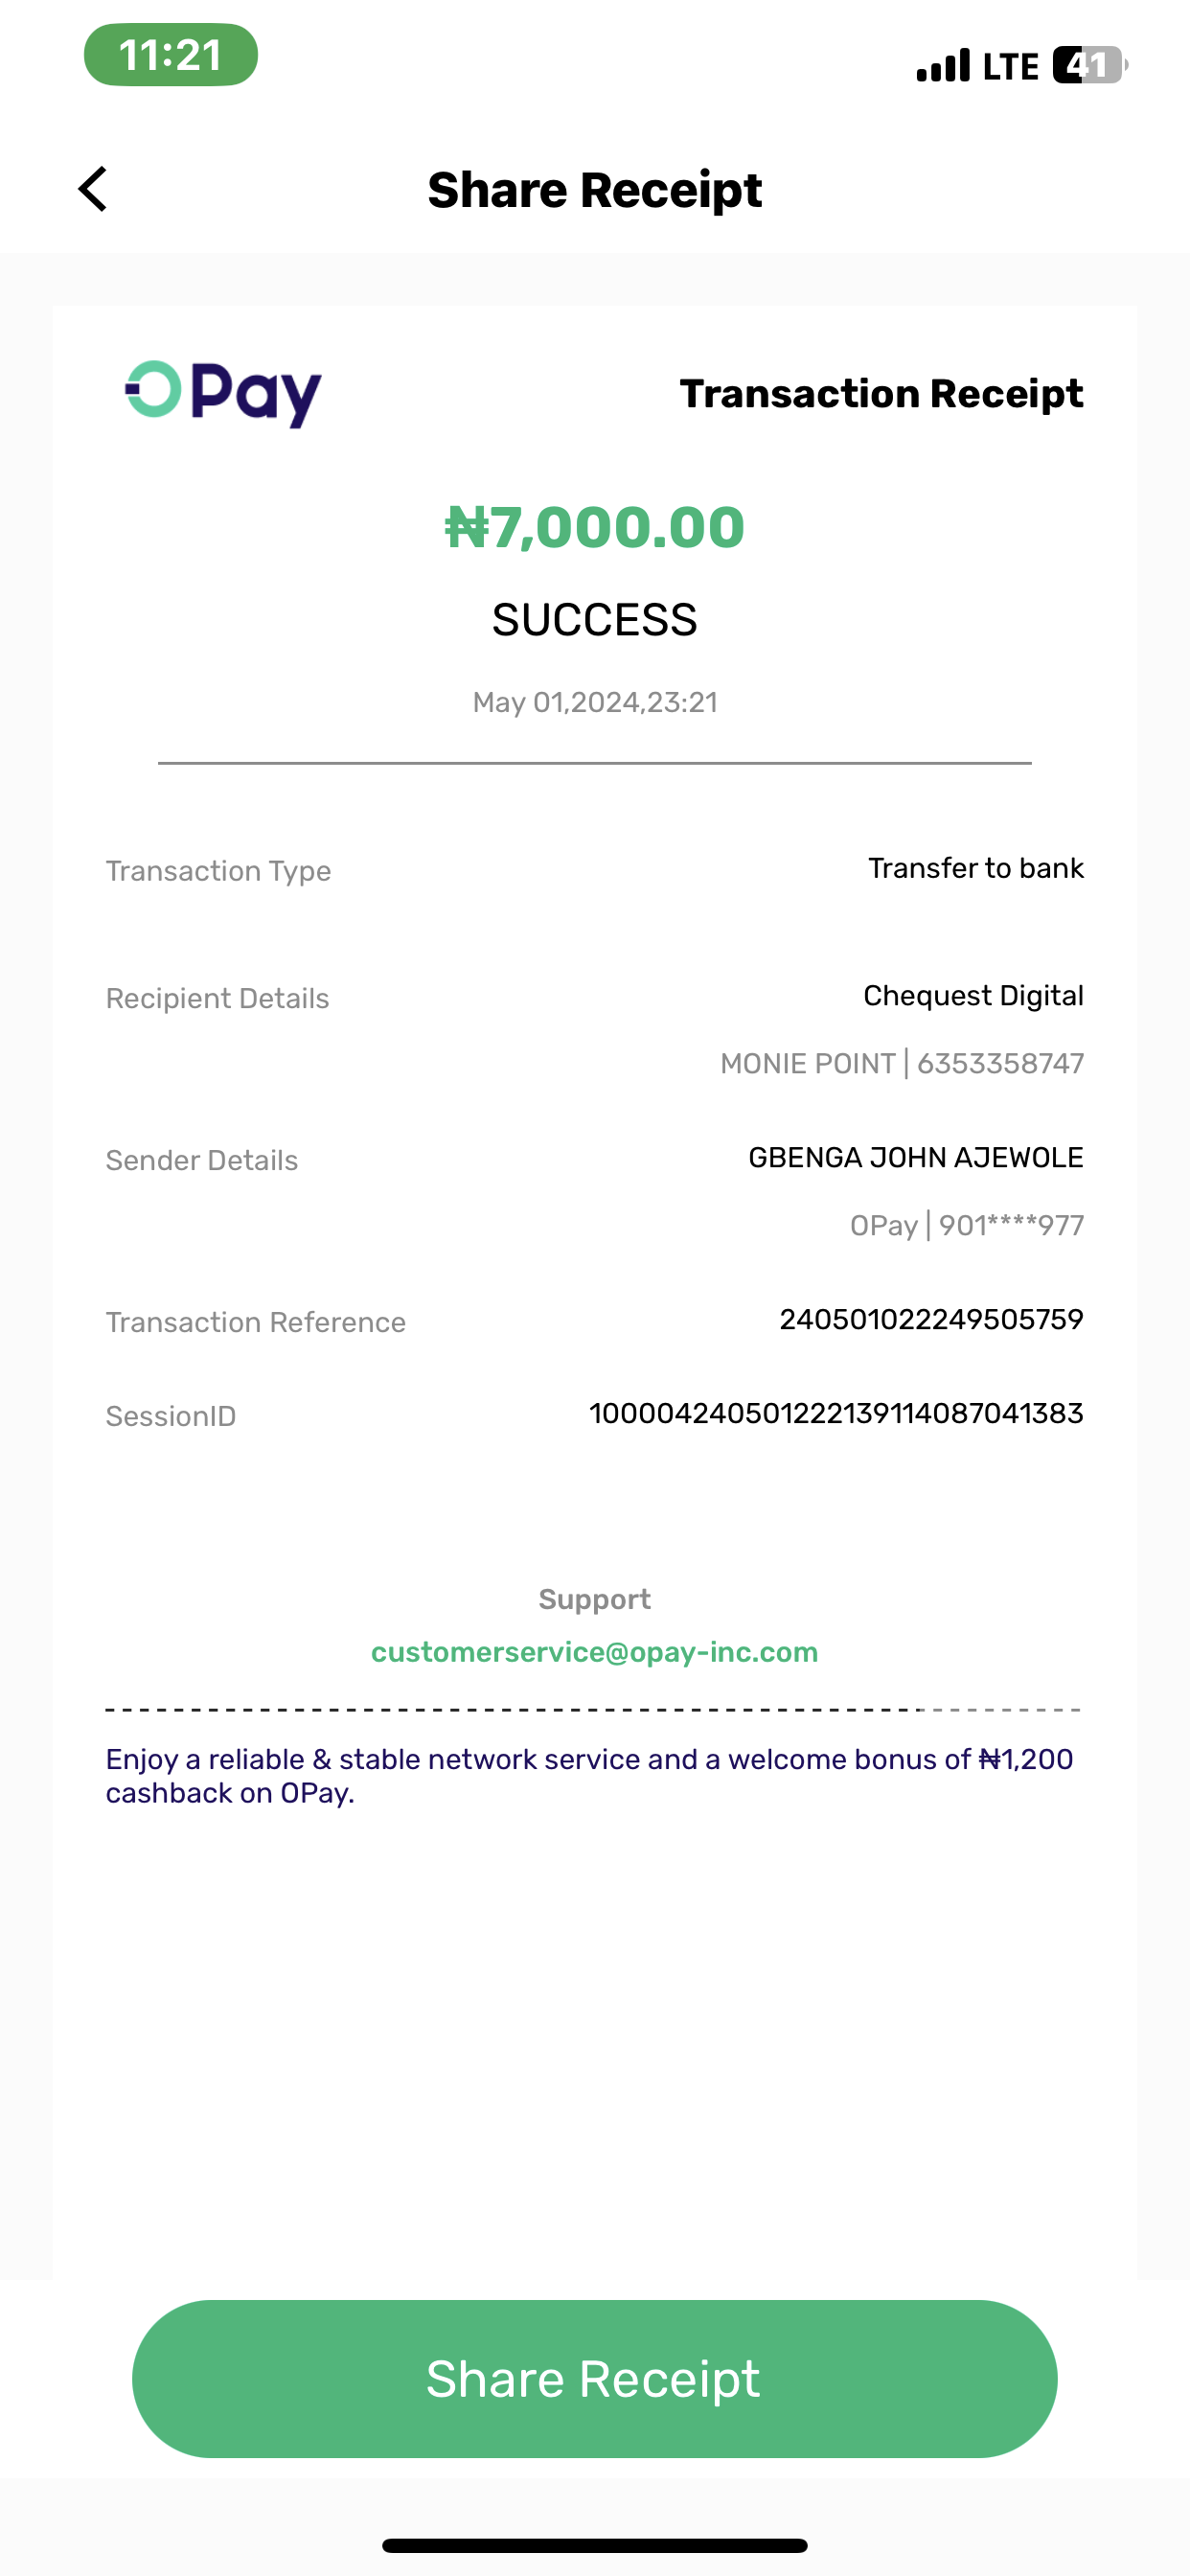 11:21
LTE
41
Share Receipt
OPay
Transaction Receipt
₦7,000.00
SUCCESS
May 01,2024,23:21
Transaction Type
Transfer to bank
Recipient Details
Chequest Digital
MONIE POINT | 6353358747
Sender Details
GBENGA JOHN AJEWOLE
OPay | 901****977
Transaction Reference
240501022249505759
SessionID
100004240501222139114087041383
Support
customerservice@opay-inc.com
Enjoy a reliable & stable network service and a welcome bonus of ₦1,200
cashback on OPay.
Share Receipt